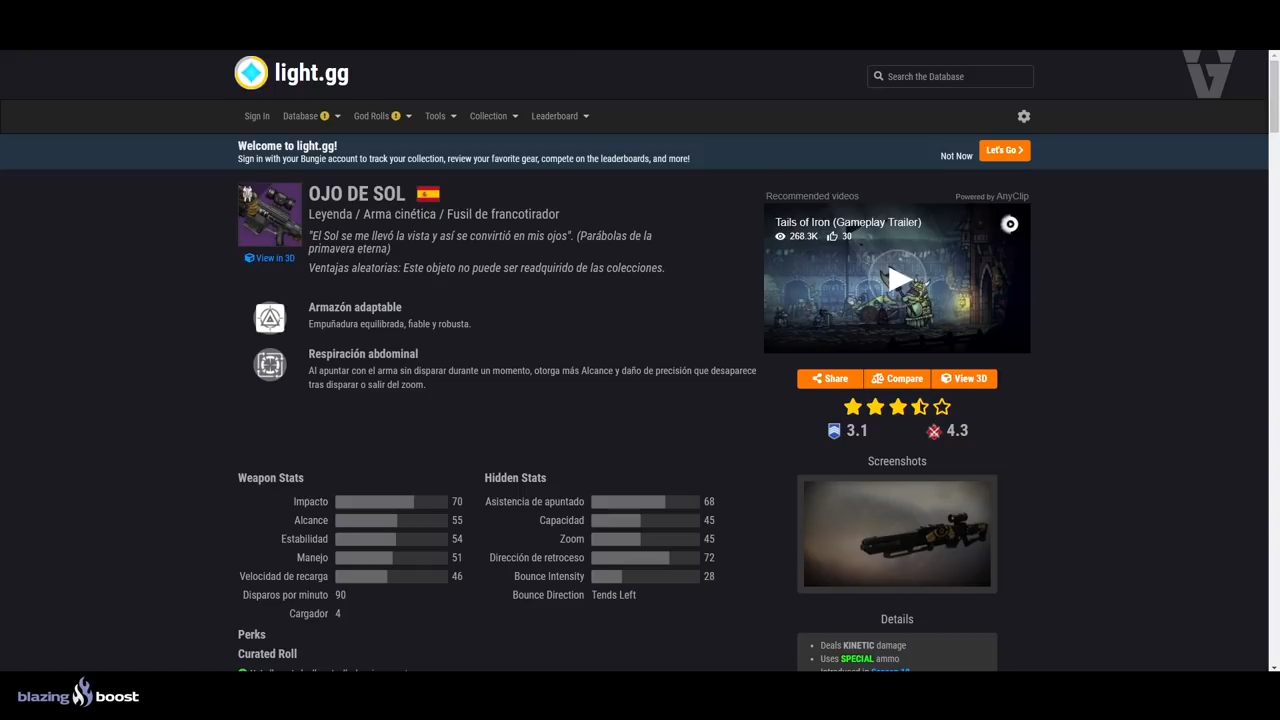 light.gg
Search the Database
Sign In
Database
God Rolls
Tools
Collection
Leaderboard
Welcome to light.gg!
Sign in with your Bungie account to track your collection, review your favorite gear, compete on the leaderboards, and more!
Not Now
Let's Go
OJO DE SOL
Leyenda / Arma cinética / Fusil de francotirador
"El Sol se me llevó la vista y así se convirtió en mis ojos". (Parábolas de la
primavera eterna)
Ventajas aleatorias: Este objeto no puede ser readquirido de las colecciones.
View in 3D
Recommended videos
Powered by AnyClip
Tails of Iron (Gameplay Trailer)
268.3K 30
Armazón adaptable
Empuñadura equilibrada, fiable y robusta.
Respiración abdominal
Al apuntar con el arma sin disparar durante un momento, otorga más Alcance y daño de precisión que desaparece
tras disparar o salir del zoom.
Share
Compare
View 3D
3.1
4.3
Screenshots
Weapon Stats
Impacto 70
Alcance 55
Estabilidad 54
Manejo 51
Velocidad de recarga 46
Disparos por minuto 90
Cargador 4
Hidden Stats
Asistencia de apuntado 68
Capacidad 45
Zoom 45
Dirección de retroceso 72
Bounce Intensity 28
Bounce Direction Tends Left
Perks
Curated Roll
Details
Deals KINETIC damage
Uses SPECIAL ammo
blazing boost